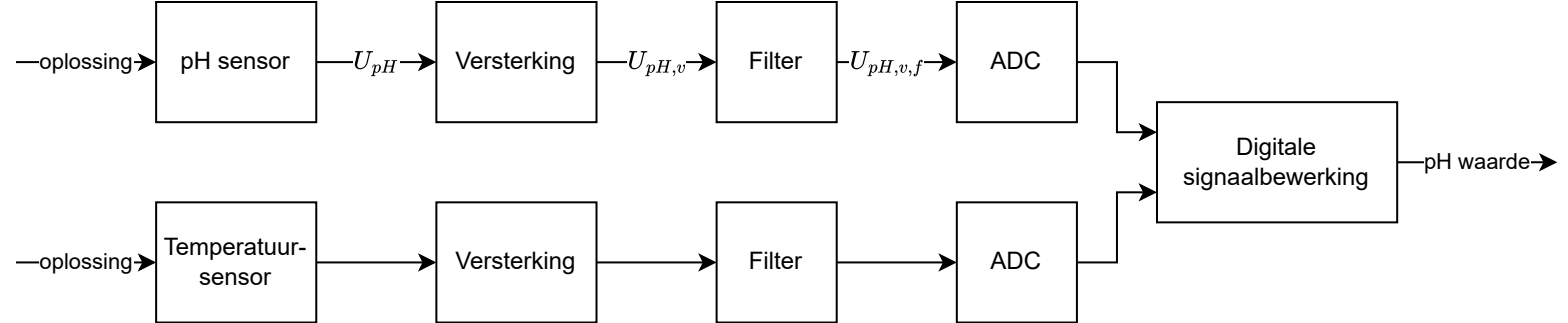 oplossing
pH sensor
U_{pH}
Versterking
U_{pH,v}
Filter
U_{pH,v,f}
ADC
Digitale
signaalbewerking
pH waarde
oplossing
Temperatuur-
sensor
Versterking
Filter
ADC